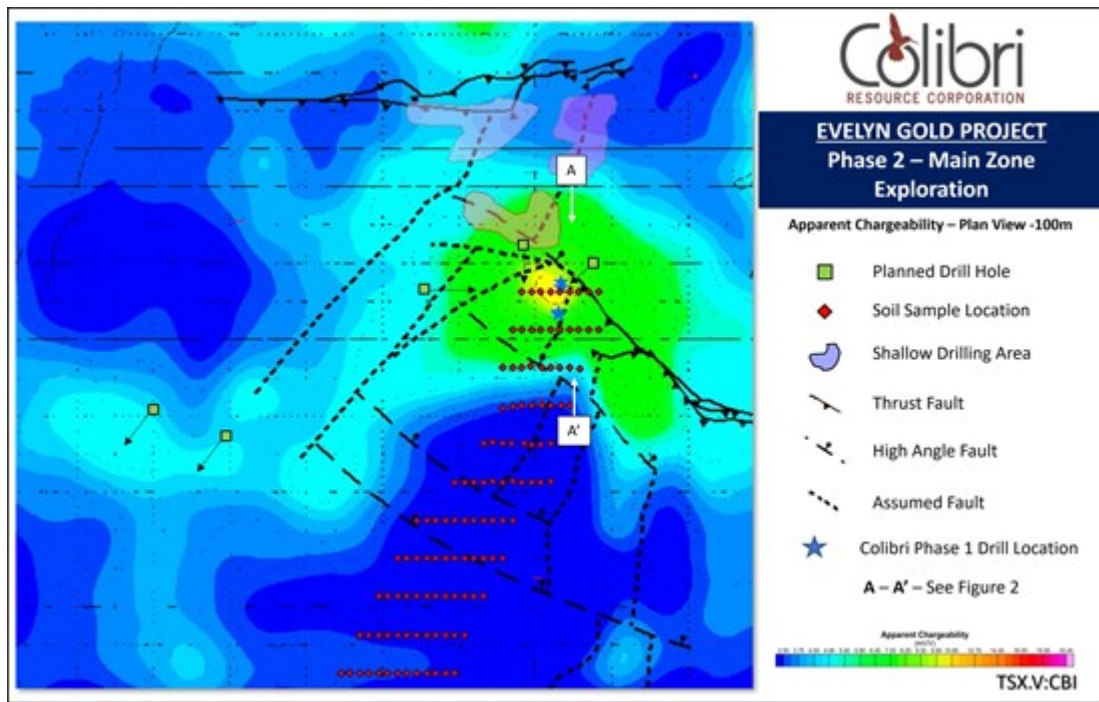 Colibri
RESOURCE CORPORATION
EVELYN GOLD PROJECT
Phase 2 – Main Zone
Exploration
Apparent Chargeability – Plan View -100m
Planned Drill Hole
Soil Sample Location
Shallow Drilling Area
Thrust Fault
High Angle Fault
Assumed Fault
Colibri Phase 1 Drill Location
A – A' – See Figure 2
Apparent Chargeability
TSX.V:CBI
A
A'